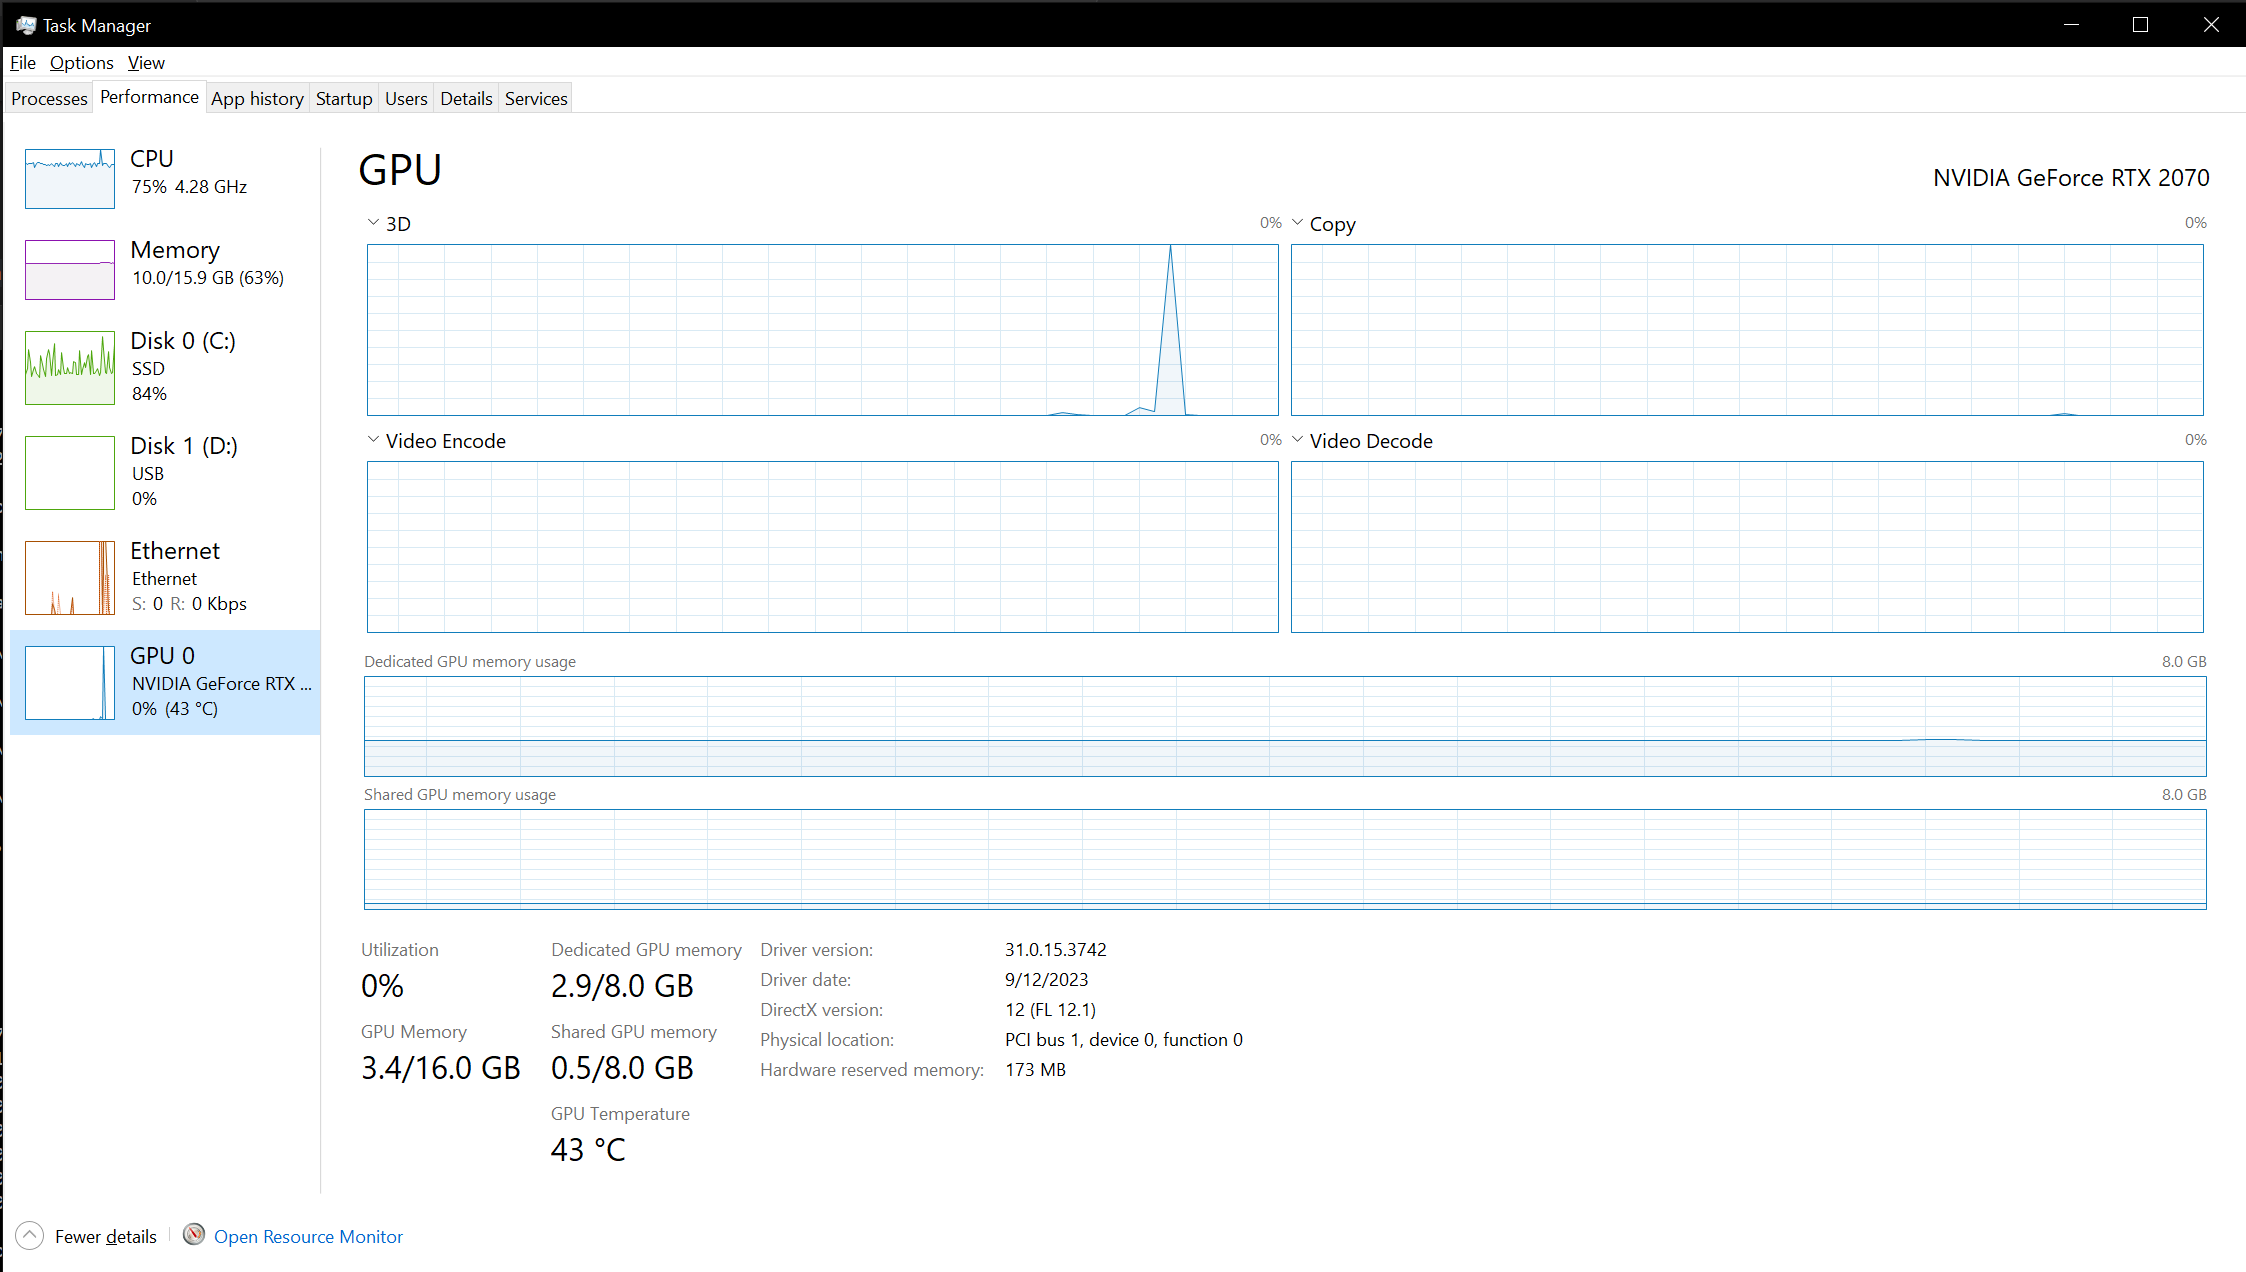 Task Manager
File Options View
Processes Performance App history Startup Users Details Services
CPU
75% 4.28 GHz
Memory
10.0/15.9 GB (63%)
Disk 0 (C:)
SSD
84%
Disk 1 (D:)
USB
0%
Ethernet
Ethernet
S: 0 R: 0 Kbps
GPU 0
NVIDIA GeForce RTX ...
0% (43 °C)
GPU
NVIDIA GeForce RTX 2070
3D 0%
Copy 0%
Video Encode 0%
Video Decode 0%
Dedicated GPU memory usage 8.0 GB
Shared GPU memory usage 8.0 GB
Utilization
0%
Dedicated GPU memory
2.9/8.0 GB
GPU Memory
3.4/16.0 GB
Shared GPU memory
0.5/8.0 GB
GPU Temperature
43 °C
Driver version: 31.0.15.3742
Driver date: 9/12/2023
DirectX version: 12 (FL 12.1)
Physical location: PCI bus 1, device 0, function 0
Hardware reserved memory: 173 MB
Fewer details
Open Resource Monitor